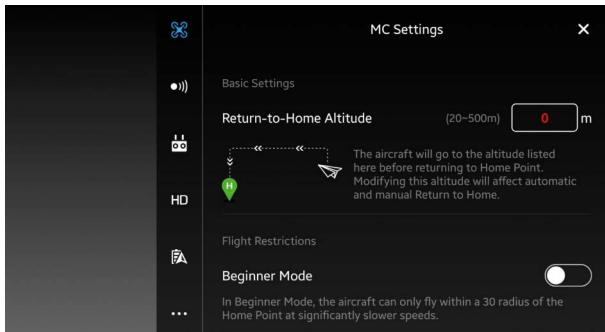 MC Settings
Basic Settings
Return-to-Home Altitude (20~500m) 0 m
The aircraft will go to the altitude listed
here before returning to Home Point.
Modifying this altitude will affect automatic
and manual Return to Home.
H
HD
Flight Restrictions
Beginner Mode
In Beginner Mode, the aircraft can only fly within a 30 radius of the
Home Point at significantly slower speeds.